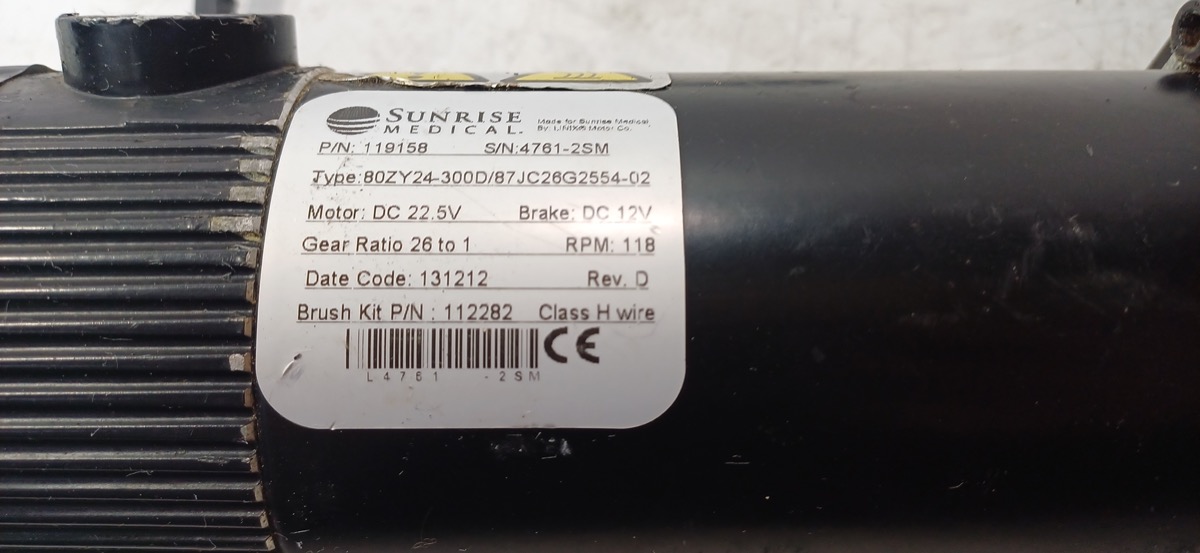 SUNRISE
MEDICAL.
Made for Sunrise Medical
By: LINIX® Motor Co.
P/N: 119158 S/N:4761-2SM
Type:80ZY24-300D/87JC26G2554-02
Motor: DC 22.5V Brake: DC 12V
Gear Ratio 26 to 1 RPM: 118
Date Code: 131212 Rev. D
Brush Kit P/N : 112282 Class H wire
CE
L4761 -2SM